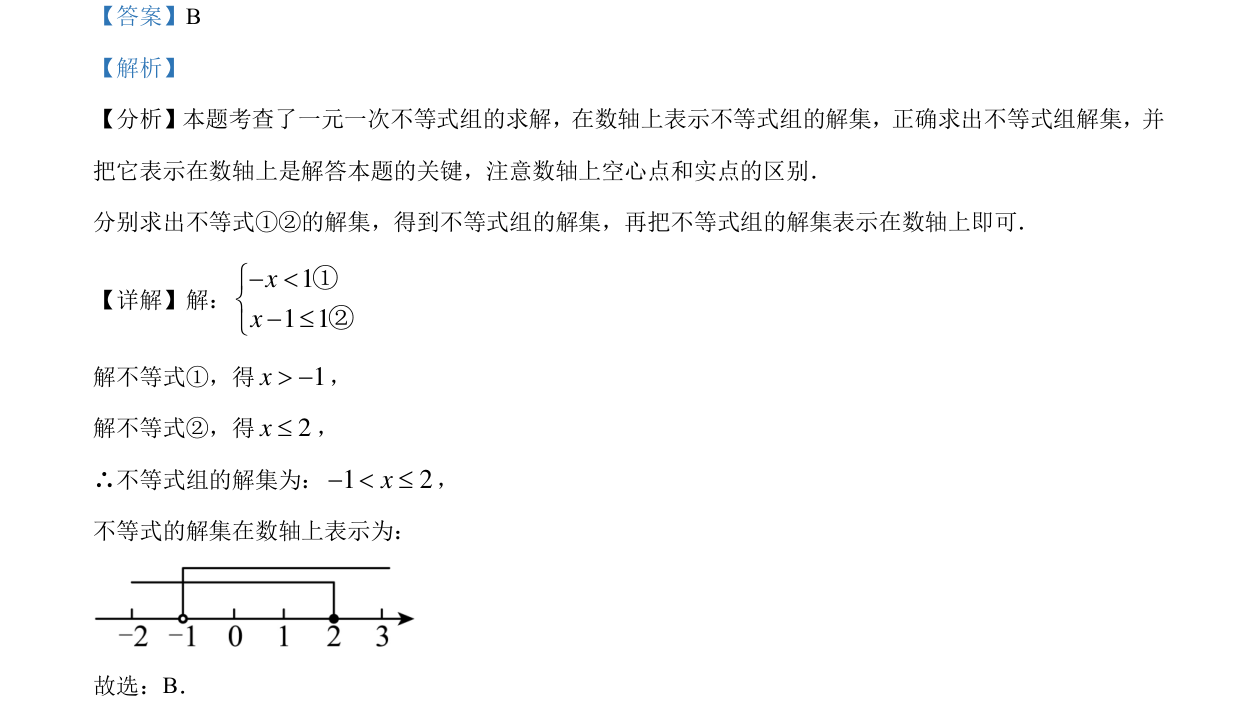 【答案】B
【解析】
【分析】本题考查了一元一次不等式组的求解，在数轴上表示不等式组的解集，正确求出不等式组解集，并
把它表示在数轴上是解答本题的关键，注意数轴上空心点和实点的区别．
分别求出不等式①②的解集，得到不等式组的解集，再把不等式组的解集表示在数轴上即可．
【详解】解：{−x<1①
x−1≤1②
解不等式①，得x>−1，
解不等式②，得x≤2，
∴不等式组的解集为：−1<x≤2，
不等式的解集在数轴上表示为：
−2 −1 0 1 2 3
故选：B．